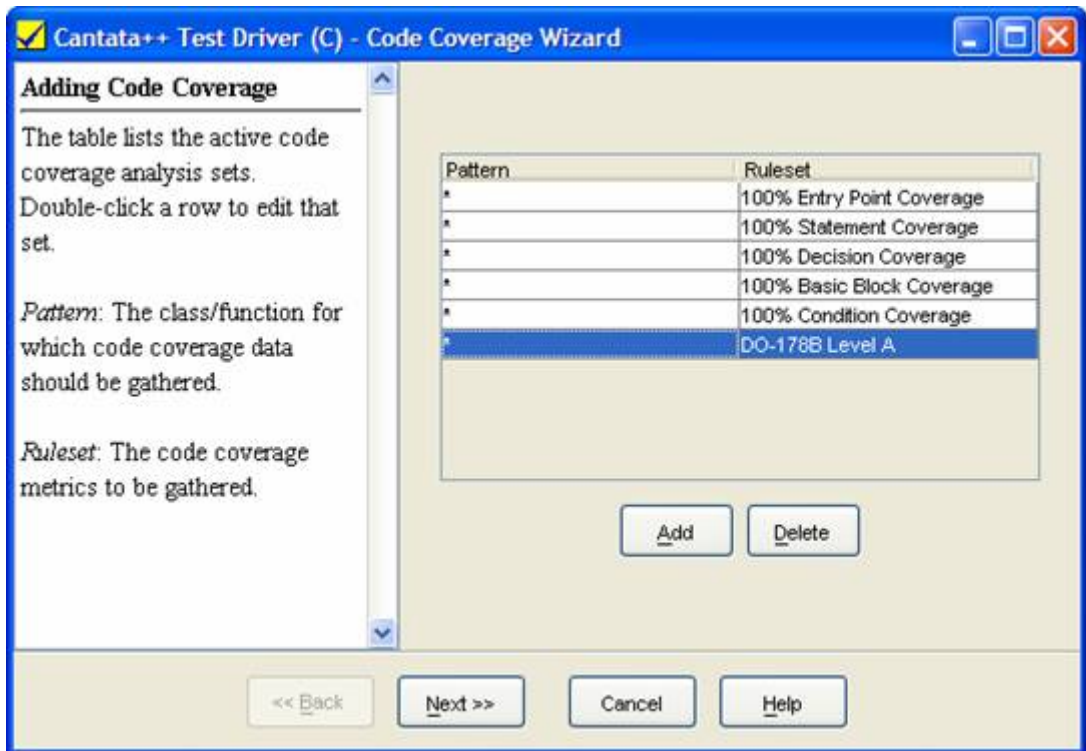 Cantata++ Test Driver (C) - Code Coverage Wizard
Adding Code Coverage
The table lists the active code
coverage analysis sets.
Double-click a row to edit that
set.
Pattern: The class/function for
which code coverage data
should be gathered.
Ruleset: The code coverage
metrics to be gathered.
Pattern Ruleset
* 100% Entry Point Coverage
* 100% Statement Coverage
* 100% Decision Coverage
* 100% Basic Block Coverage
* 100% Condition Coverage
* DO-178B Level A
Add Delete
<< Back Next >> Cancel Help